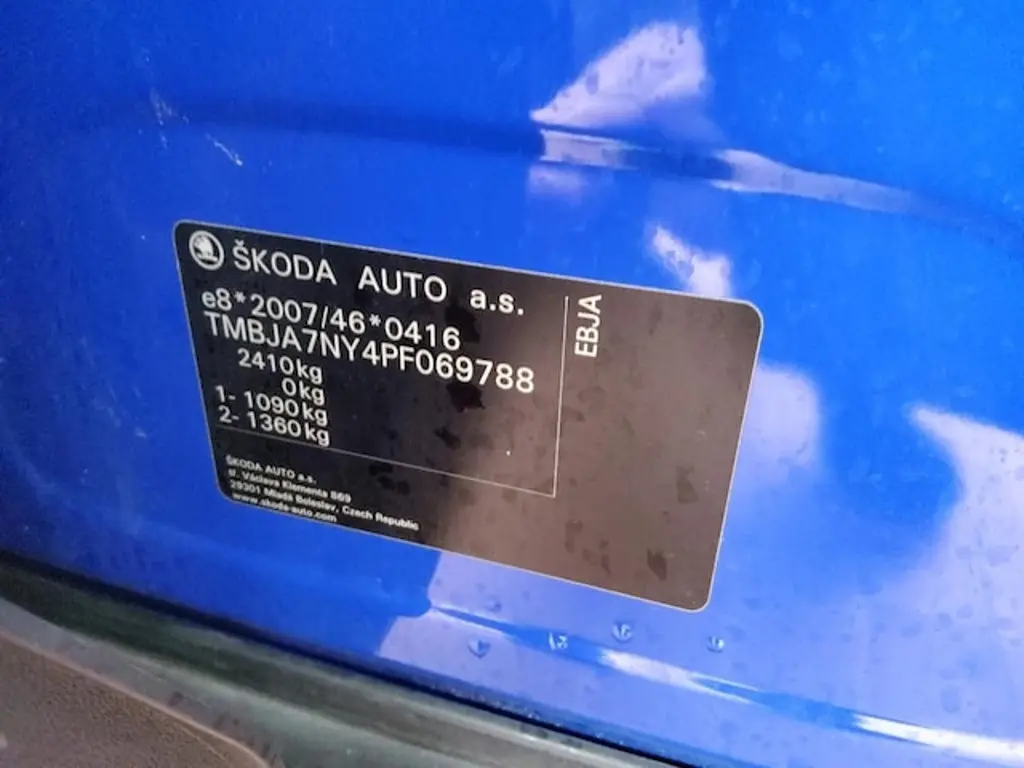 ŠKODA AUTO a.s.
e8*2007/46*0416
TMBJA7NY4PF069788
2410kg
0kg
1- 1090kg
2- 1360kg
EBJA
ŠKODA AUTO a.s.
tř. Václava Klementa 869
29301 Mladá Boleslav, Czech Republic
www.skoda-auto.com